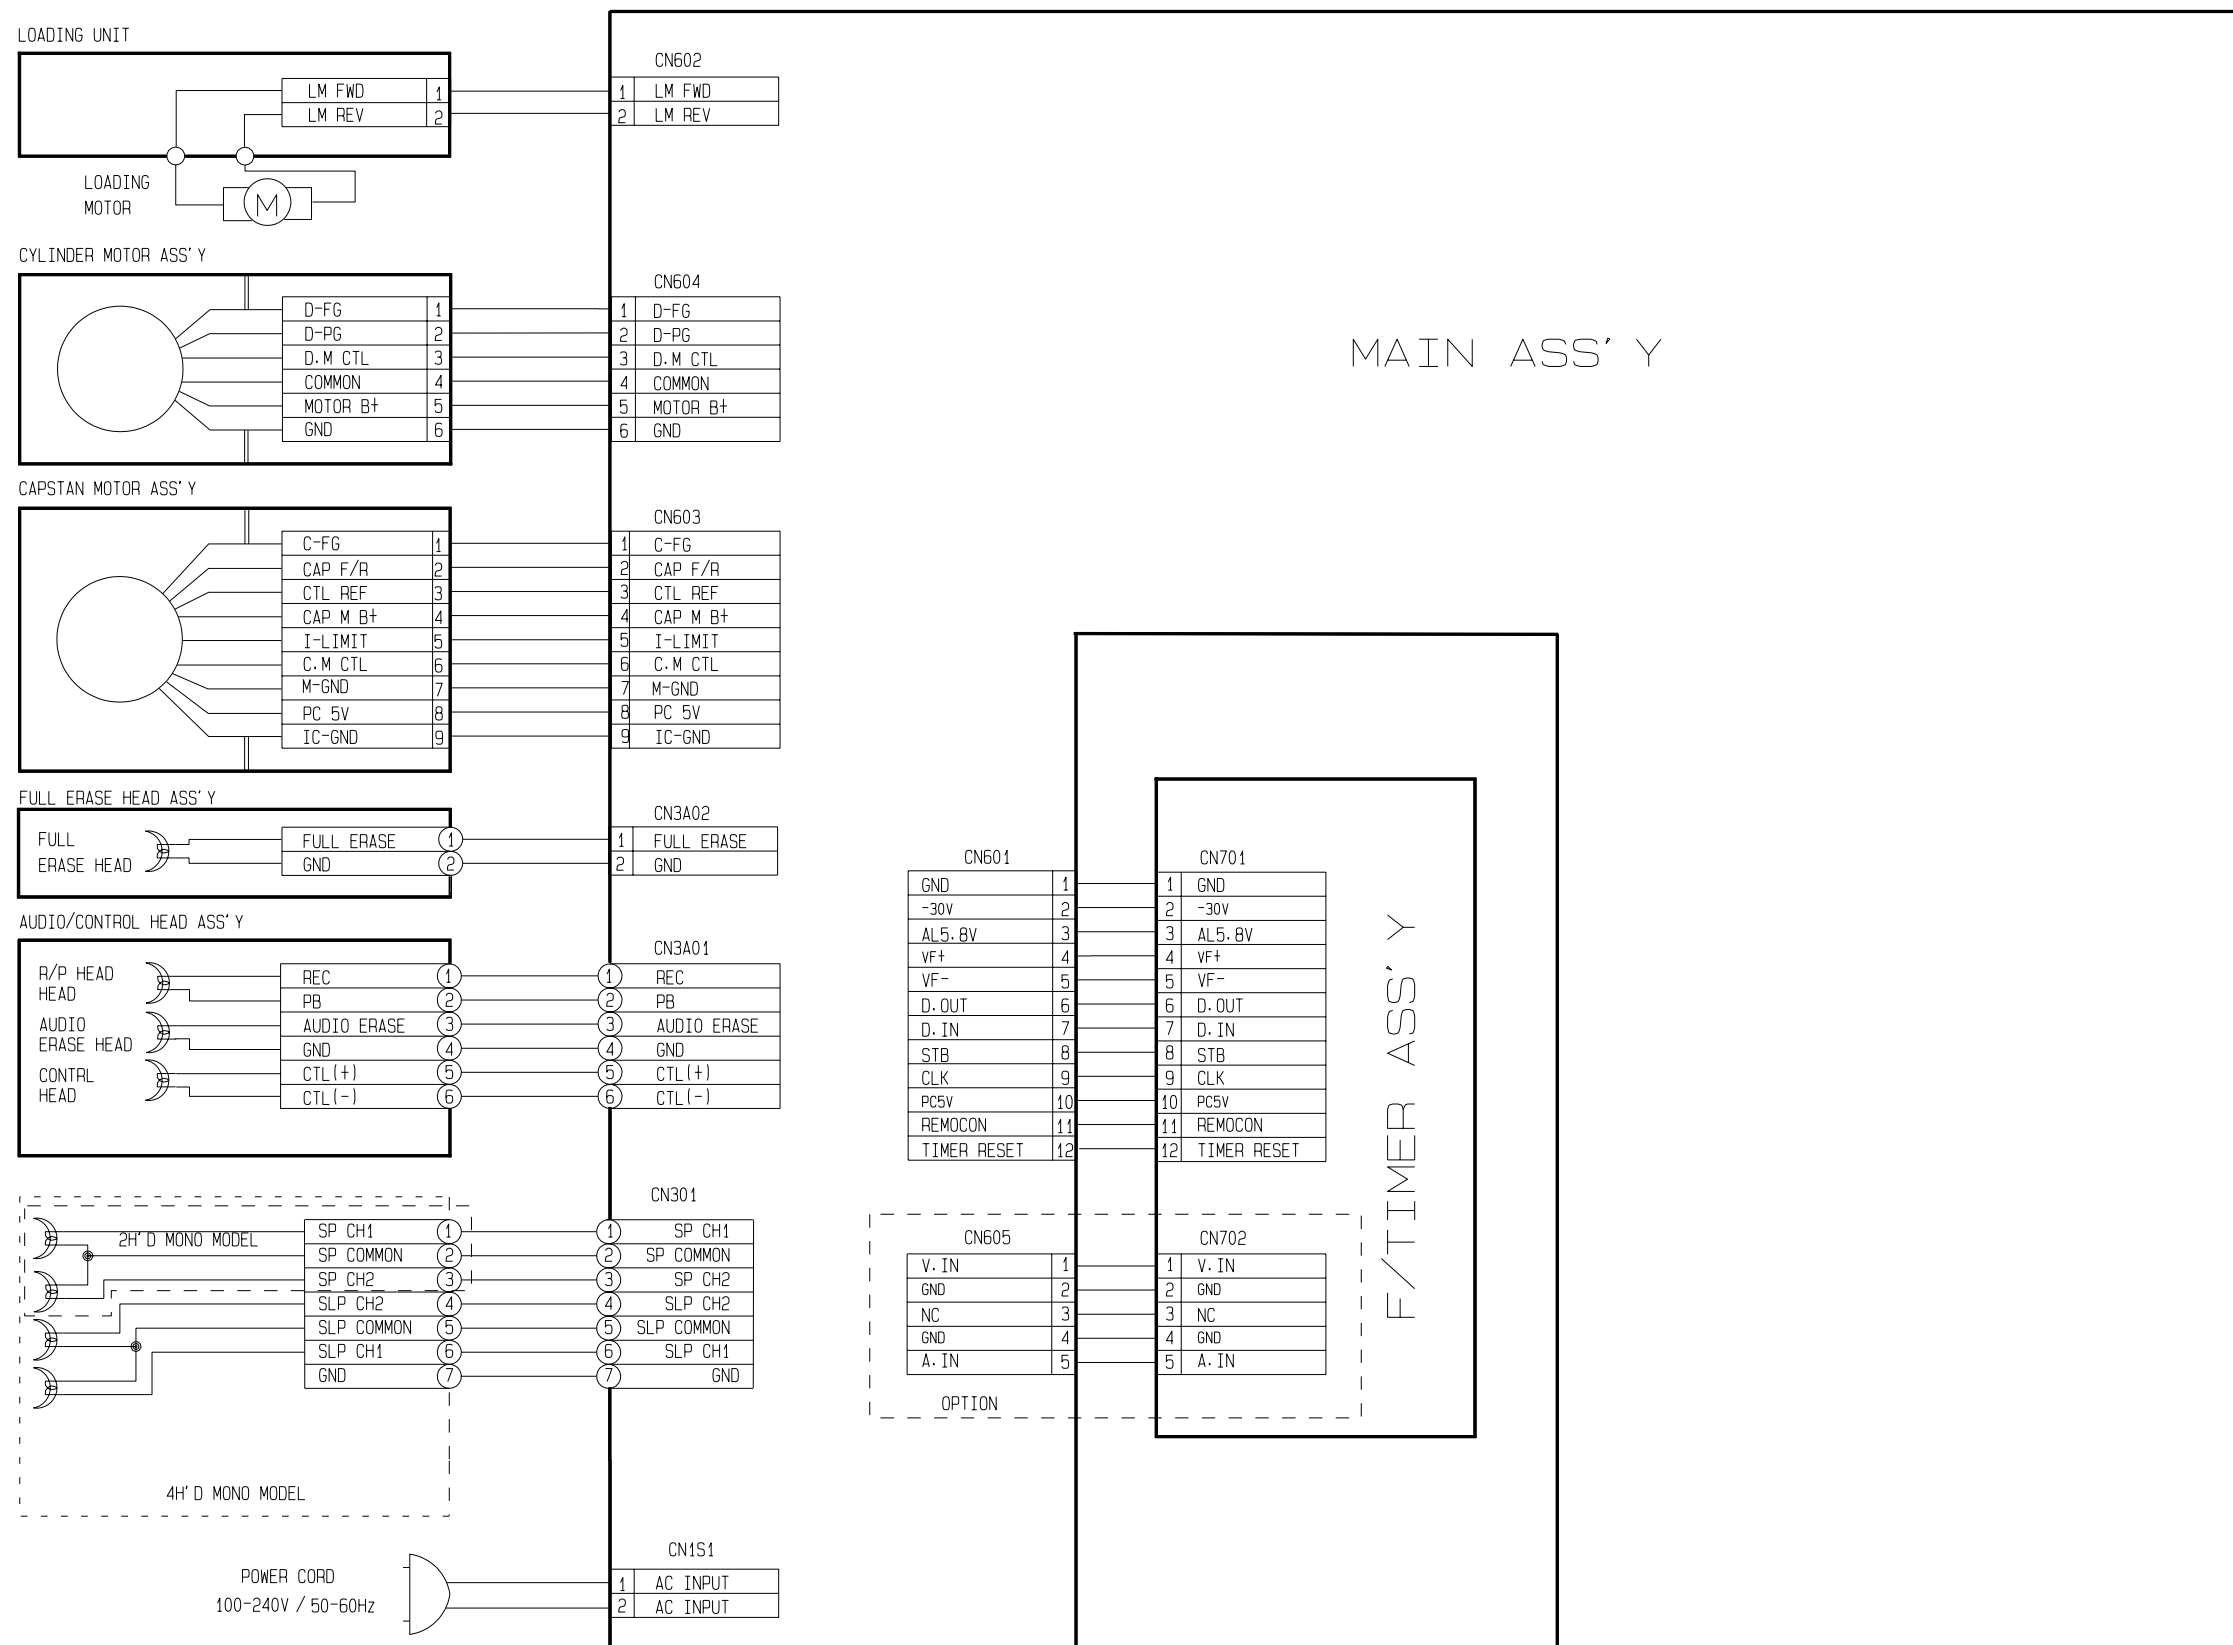 LOADING UNIT
LM FWD 1
LM REV 2
LOADING
MOTOR
M
CN602
1 LM FWD
2 LM REV
CYLINDER MOTOR ASS'Y
D-FG 1
D-PG 2
D.M CTL 3
COMMON 4
MOTOR B+ 5
GND 6
CN604
1 D-FG
2 D-PG
3 D.M CTL
4 COMMON
5 MOTOR B+
6 GND
MAIN ASS'Y
CAPSTAN MOTOR ASS'Y
C-FG 1
CAP F/R 2
CTL REF 3
CAP M B+ 4
I-LIMIT 5
C.M CTL 6
M-GND 7
PC 5V 8
IC-GND 9
CN603
1 C-FG
2 CAP F/R
3 CTL REF
4 CAP M B+
5 I-LIMIT
6 C.M CTL
7 M-GND
8 PC 5V
9 IC-GND
FULL ERASE HEAD ASS'Y
FULL
ERASE HEAD
FULL ERASE 1
GND 2
CN3A02
1 FULL ERASE
2 GND
AUDIO/CONTROL HEAD ASS'Y
R/P HEAD
HEAD
AUDIO
ERASE HEAD
CONTRL
HEAD
REC 1
PB 2
AUDIO ERASE 3
GND 4
CTL(+) 5
CTL(-) 6
CN3A01
1 REC
2 PB
3 AUDIO ERASE
4 GND
5 CTL(+)
6 CTL(-)
2H'D MONO MODEL
SP CH1 1
SP COMMON 2
SP CH2 3
SLP CH2 4
SLP COMMON 5
SLP CH1 6
GND 7
4H'D MONO MODEL
CN301
1 SP CH1
2 SP COMMON
3 SP CH2
4 SLP CH2
5 SLP COMMON
6 SLP CH1
7 GND
POWER CORD
100-240V / 50-60Hz
CN1S1
1 AC INPUT
2 AC INPUT
CN601
GND 1
-30V 2
AL5.8V 3
VF+ 4
VF- 5
D.OUT 6
D.IN 7
STB 8
CLK 9
PC5V 10
REMOCON 11
TIMER RESET 12
CN701
1 GND
2 -30V
3 AL5.8V
4 VF+
5 VF-
6 D.OUT
7 D.IN
8 STB
9 CLK
10 PC5V
11 REMOCON
12 TIMER RESET
CN605
V.IN 1
GND 2
NC 3
GND 4
A.IN 5
CN702
1 V.IN
2 GND
3 NC
4 GND
5 A.IN
OPTION
F/TIMER ASS'Y